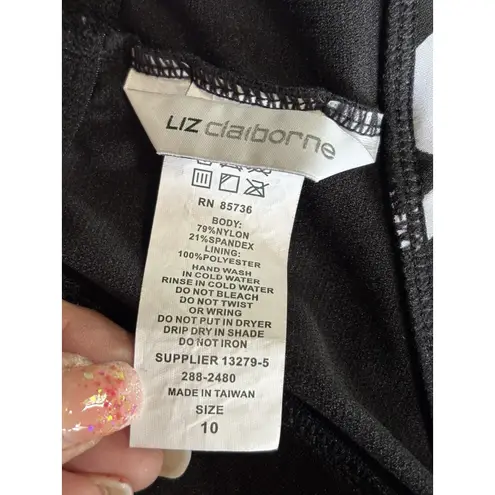 LIZ claiborne
RN 85736
BODY:
79%NYLON
21%SPANDEX
LINING:
100%POLYESTER
HAND WASH
IN COLD WATER
RINSE IN COLD WATER
DO NOT BLEACH
DO NOT TWIST
OR WRING
DO NOT PUT IN DRYER
DRIP DRY IN SHADE
DO NOT IRON
SUPPLIER 13279-5
288-2480
MADE IN TAIWAN
SIZE
10